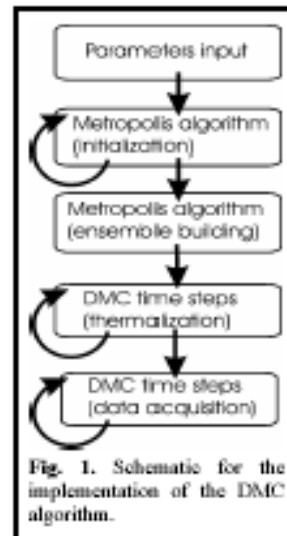 Parameters input
Metropolis algorithm
(initialization)
Metropolis algorithm
(ensemble building)
DMC time steps
(thermalization)
DMC time steps
(data acquisition)
Fig. 1. Schematic for the
implementation of the DMC
algorithm.